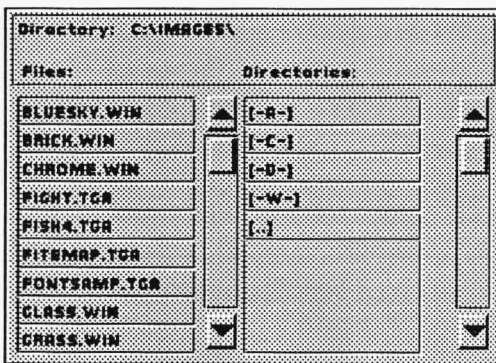 Directory: C:\IMAGES\
Files: Directories:
BLUESKY.WIN [-A-]
BRICK.WIN [-C-]
CHROME.WIN [-D-]
FIGHT.TGA [-W-]
FISH4.TGA [..]
FITEMAP.TGA
FONTSAMP.TGA
GLASS.WIN
GRASS.WIN